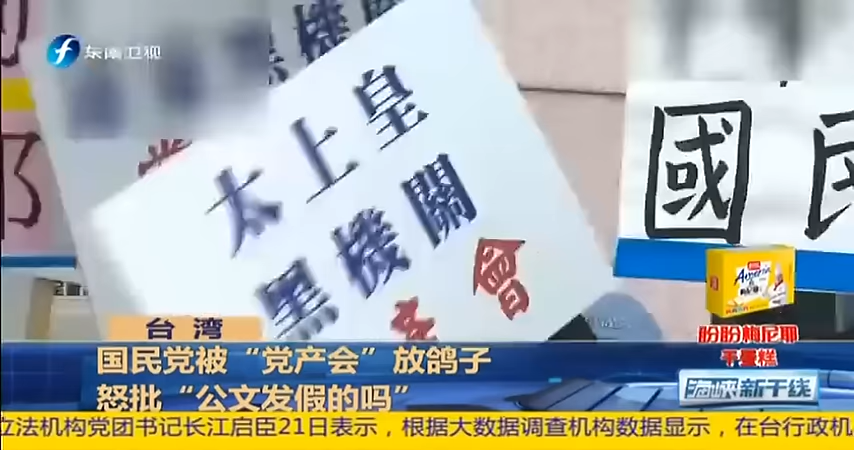 东南卫视
機關
太上皇
黑機關
產會
國民
台湾
国民党被“党产会”放鸽子
怒批“公文发假的吗”
盼盼梅尼耶
干蛋糕
海峡新干线
立法机构党团书记长江启臣21日表示，根据大数据调查机构数据显示，在台行政机